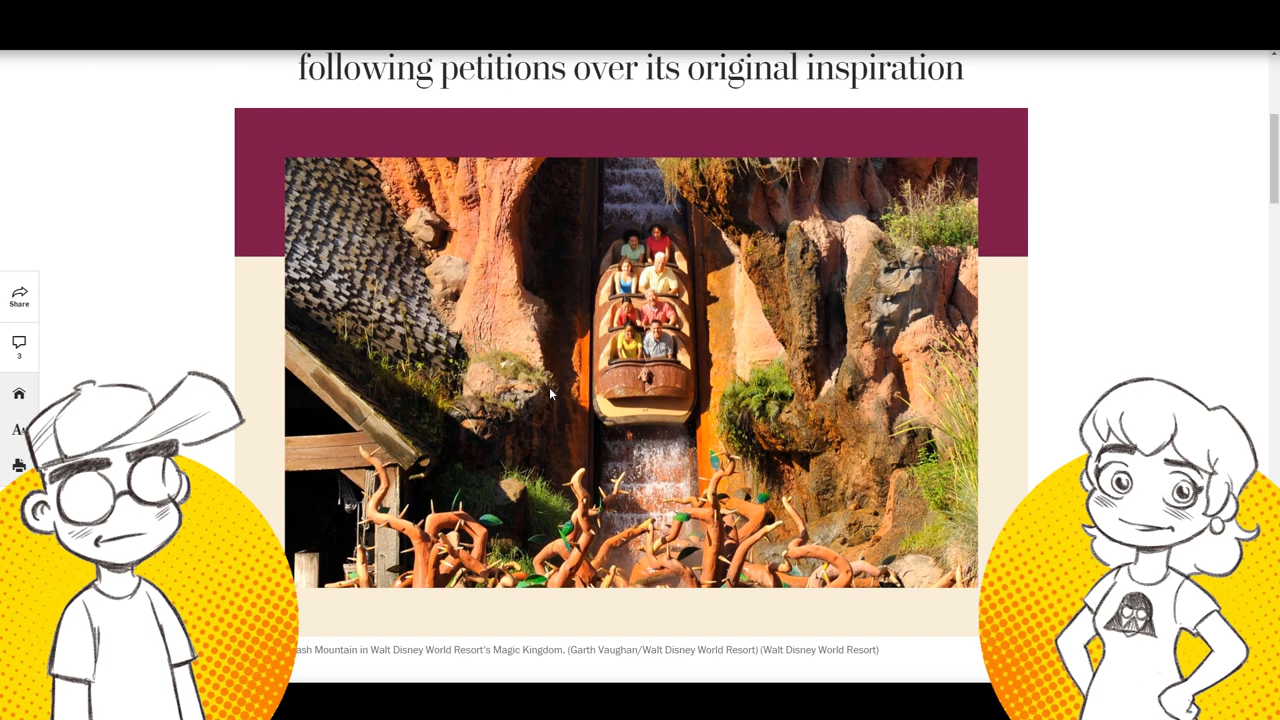 following petitions over its original inspiration
Share
3
ash Mountain in Walt Disney World Resort's Magic Kingdom. (Garth Vaughan/Walt Disney World Resort) (Walt Disney World Resort)